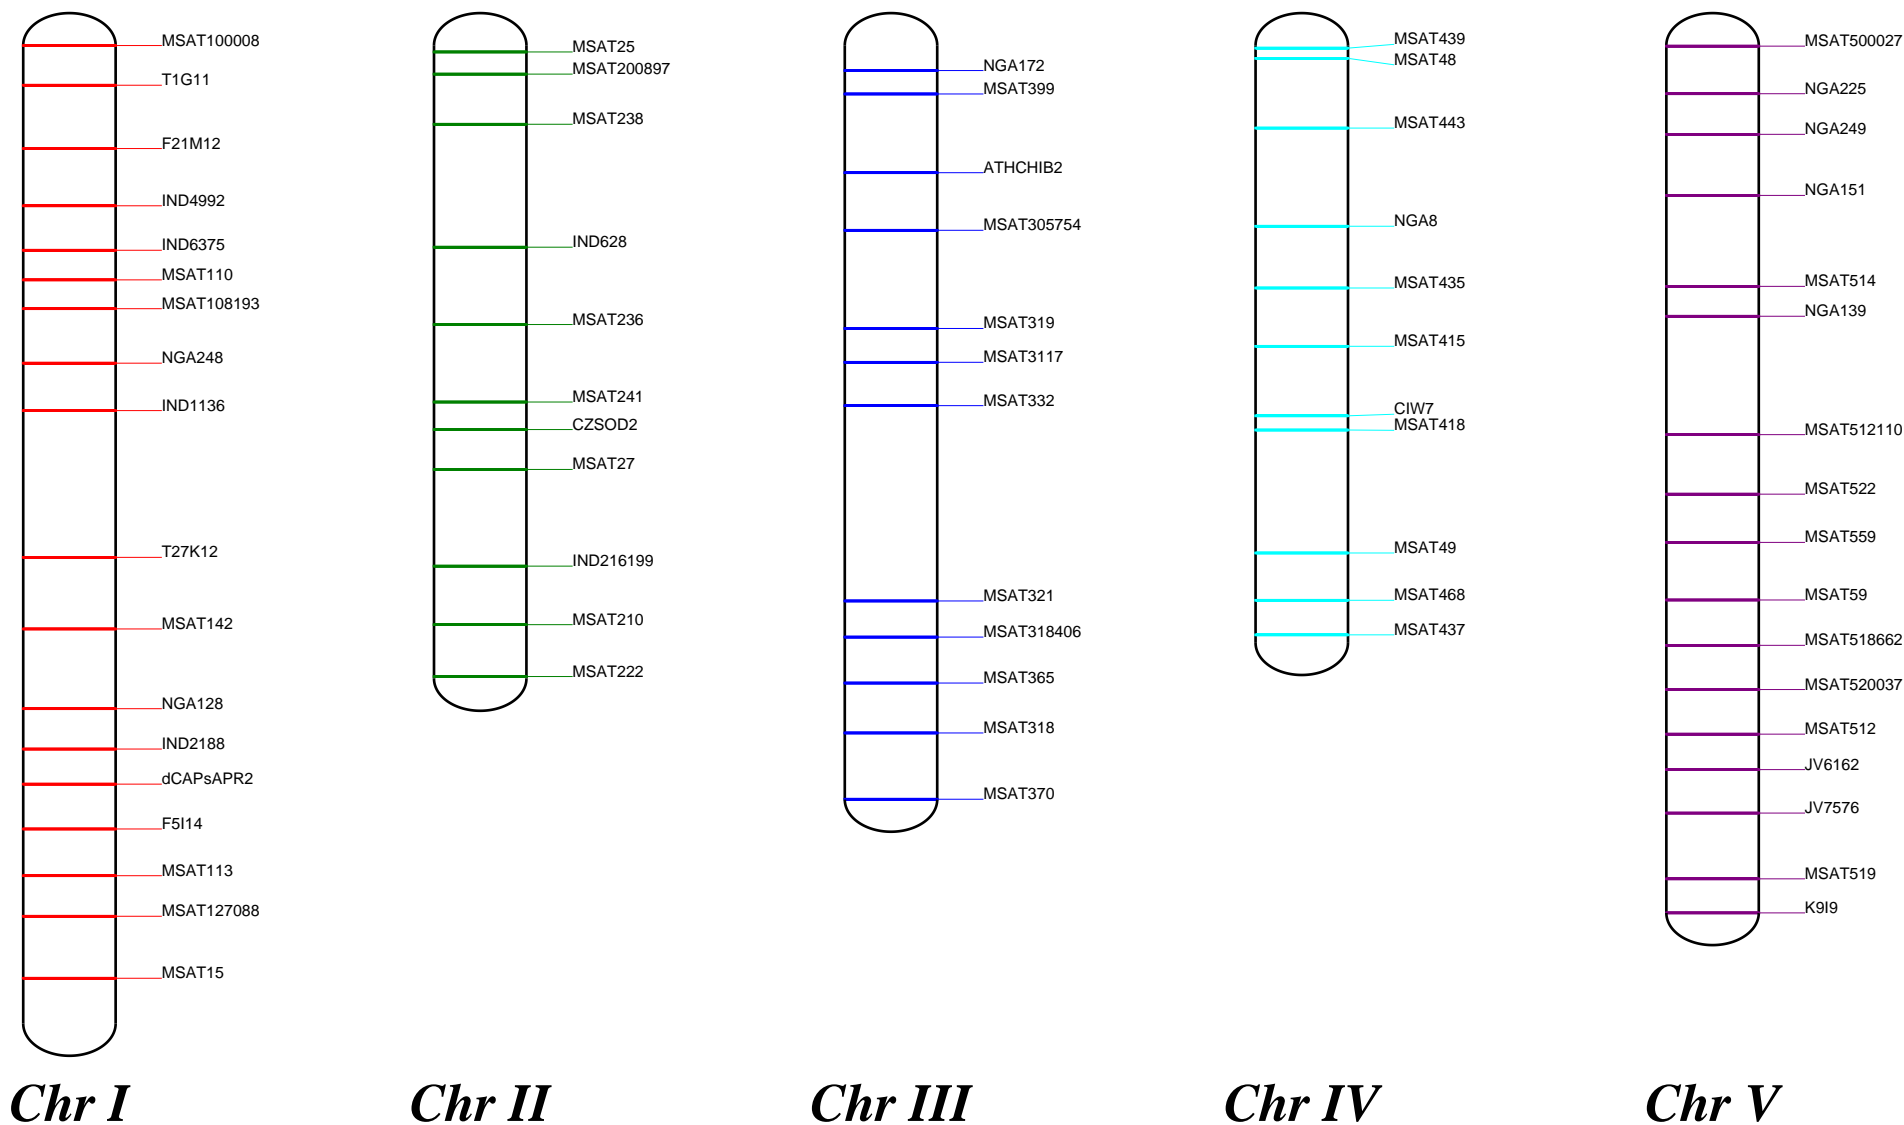 MSAT100008
T1G11
F21M12
IND4992
IND6375
MSAT110
MSAT108193
NGA248
IND1136
T27K12
MSAT142
NGA128
IND2188
dCAPsAPR2
F5I14
MSAT113
MSAT127088
MSAT15
Chr I
MSAT25
MSAT200897
MSAT238
IND628
MSAT236
MSAT241
CZSOD2
MSAT27
IND216199
MSAT210
MSAT222
Chr II
NGA172
MSAT399
ATHCHIB2
MSAT305754
MSAT319
MSAT3117
MSAT332
MSAT321
MSAT318406
MSAT365
MSAT318
MSAT370
Chr III
MSAT439
MSAT48
MSAT443
NGA8
MSAT435
MSAT415
CIW7
MSAT418
MSAT49
MSAT468
MSAT437
Chr IV
MSAT500027
NGA225
NGA249
NGA151
MSAT514
NGA139
MSAT512110
MSAT522
MSAT559
MSAT59
MSAT518662
MSAT520037
MSAT512
JV6162
JV7576
MSAT519
K9I9
Chr V